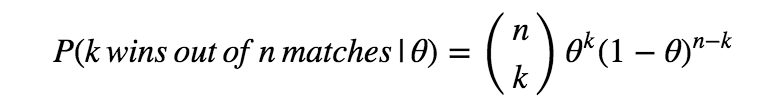 P(k wins out of n matches | θ) = (n k) θ^k (1 − θ)^{n−k}